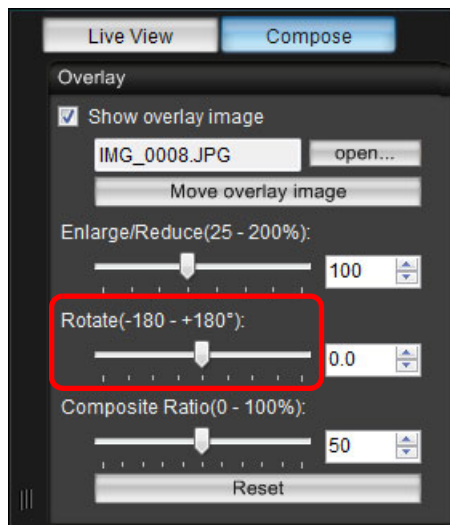 Live View Compose
Overlay
Show overlay image
IMG_0008.JPG open...
Move overlay image
Enlarge/Reduce(25 - 200%):
100
Rotate(-180 - +180°):
0.0
Composite Ratio(0 - 100%):
50
Reset